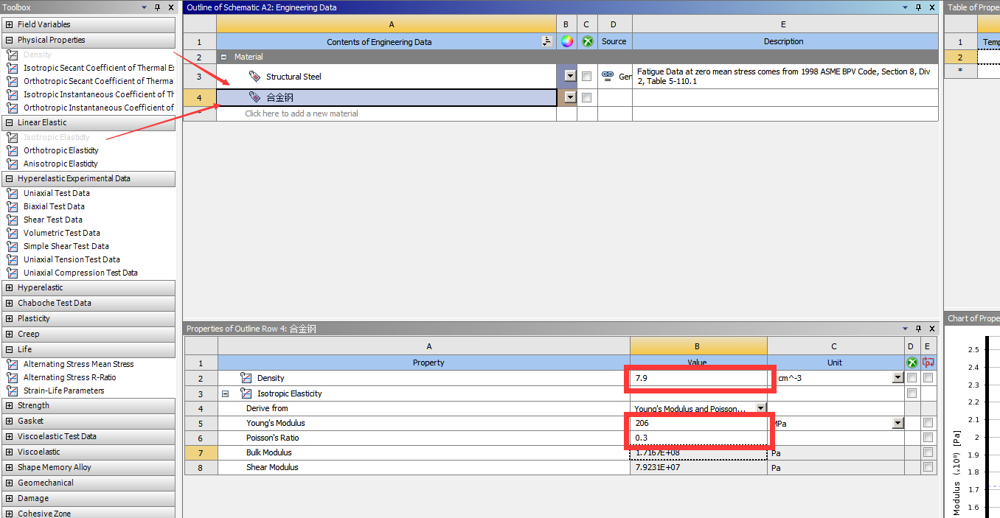 Toolbox
Field Variables
Physical Properties
Density
Isotropic Secant Coefficient of Thermal E
Orthotropic Secant Coefficient of Thermal
Isotropic Instantaneous Coefficient of Th
Orthotropic Instantaneous Coefficient of
Linear Elastic
Isotropic Elasticity
Orthotropic Elasticity
Anisotropic Elasticity
Hyperelastic Experimental Data
Uniaxial Test Data
Biaxial Test Data
Shear Test Data
Volumetric Test Data
Simple Shear Test Data
Uniaxial Tension Test Data
Uniaxial Compression Test Data
Hyperelastic
Chaboche Test Data
Plasticity
Creep
Life
Alternating Stress Mean Stress
Alternating Stress R-Ratio
Strain-Life Parameters
Strength
Gasket
Viscoelastic Test Data
Viscoelastic
Shape Memory Alloy
Geomechanical
Damage
Cohesive Zone
Outline of Schematic A2: Engineering Data
A B C D E
1 Contents of Engineering Data Source Description
2 Material
3 Structural Steel Gen Fatigue Data at zero mean stress comes from 1998 ASME BPV Code, Section 8, Div
2, Table 5-110.1
4 合金钢
* Click here to add a new material
Properties of Outline Row 4: 合金钢
A B C D E
1 Property Value Unit
2 Density 7.9 cm^-3
3 Isotropic Elasticity
4 Derive from Young's Modulus and Poisson...
5 Young's Modulus 206 MPa
6 Poisson's Ratio 0.3
7 Bulk Modulus 1.7167E+08 Pa
8 Shear Modulus 7.9231E+07 Pa
Table of Prope
1 Temp
2
*
Chart of Prope
2.5
2.4
2.3
2.2
2.1
2
1.9
1.8
1.7
1.6
Modulus (x10⁸) [Pa]